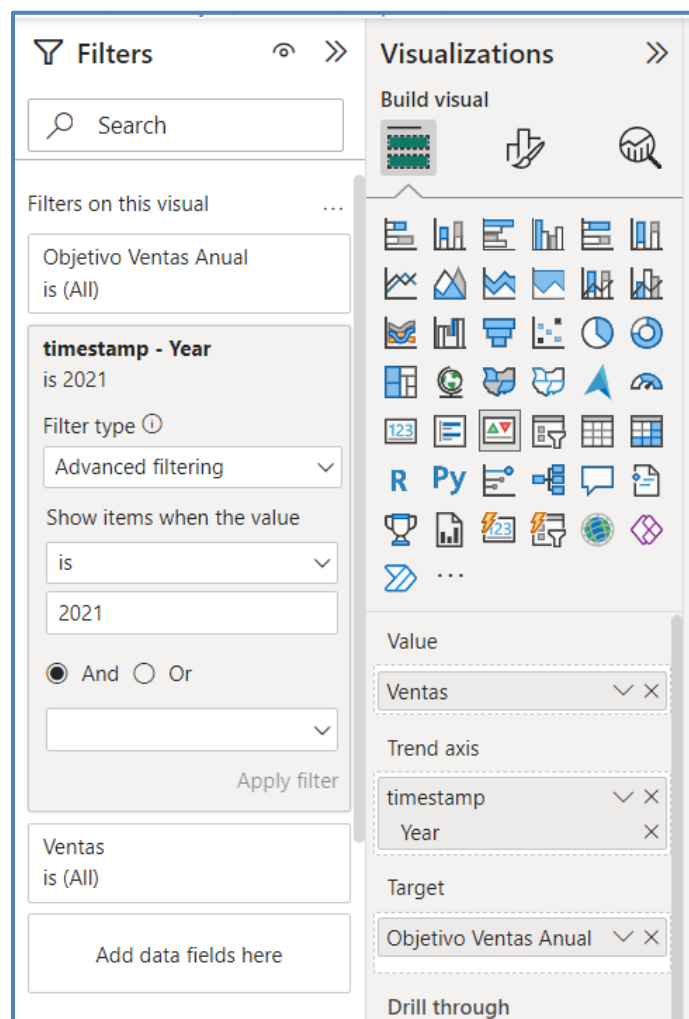 Filters
Search
Filters on this visual
...
Objetivo Ventas Anual
is (All)
timestamp - Year
is 2021
Filter type
Advanced filtering
Show items when the value
is
2021
And
Or
Apply filter
Ventas
is (All)
Add data fields here
Visualizations
Build visual
123
R
Py
123
...
Value
Ventas
Trend axis
timestamp
Year
Target
Objetivo Ventas Anual
Drill through